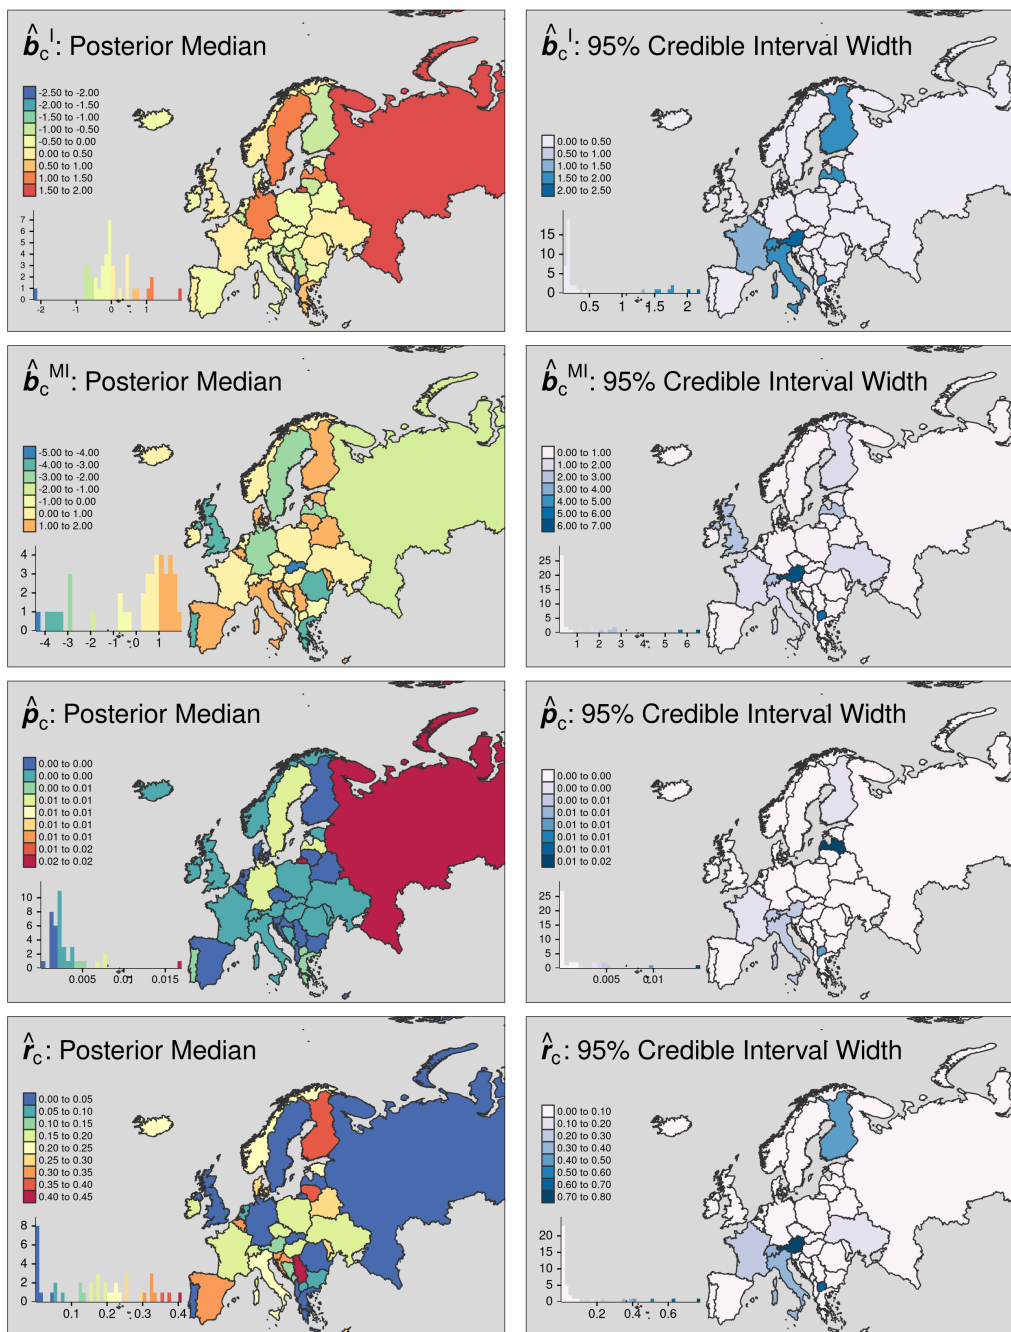 b̂cI: Posterior Median
-2.50 to -2.00
-2.00 to -1.50
-1.50 to -1.00
-1.00 to -0.50
-0.50 to 0.00
0.00 to 0.50
0.50 to 1.00
1.00 to 1.50
1.50 to 2.00
7
6
5
4
3
2
1
0
-2 -1 0 1
b̂cI: 95% Credible Interval Width
0.00 to 0.50
0.50 to 1.00
1.00 to 1.50
1.50 to 2.00
2.00 to 2.50
15
10
5
0
0.5 1 1.5 2
b̂cMI: Posterior Median
-5.00 to -4.00
-4.00 to -3.00
-3.00 to -2.00
-2.00 to -1.00
-1.00 to 0.00
0.00 to 1.00
1.00 to 2.00
4
3
2
1
0
-4 -3 -2 -1 0 1
b̂cMI: 95% Credible Interval Width
0.00 to 1.00
1.00 to 2.00
2.00 to 3.00
3.00 to 4.00
4.00 to 5.00
5.00 to 6.00
6.00 to 7.00
25
20
15
10
5
0
1 2 3 4 5 6
p̂c: Posterior Median
0.00 to 0.00
0.00 to 0.00
0.00 to 0.01
0.01 to 0.01
0.01 to 0.01
0.01 to 0.01
0.01 to 0.01
0.01 to 0.02
0.02 to 0.02
10
8
6
4
2
0
0.005 0.01 0.015
p̂c: 95% Credible Interval Width
0.00 to 0.00
0.00 to 0.00
0.00 to 0.01
0.01 to 0.01
0.01 to 0.01
0.01 to 0.01
0.01 to 0.01
0.01 to 0.02
25
20
15
10
5
0
0.005 0.01
r̂c: Posterior Median
0.00 to 0.05
0.05 to 0.10
0.10 to 0.15
0.15 to 0.20
0.20 to 0.25
0.25 to 0.30
0.30 to 0.35
0.35 to 0.40
0.40 to 0.45
8
6
4
2
0
0.1 0.2 0.3 0.4
r̂c: 95% Credible Interval Width
0.00 to 0.10
0.10 to 0.20
0.20 to 0.30
0.30 to 0.40
0.40 to 0.50
0.50 to 0.60
0.60 to 0.70
0.70 to 0.80
20
15
10
5
0
0.2 0.4 0.6